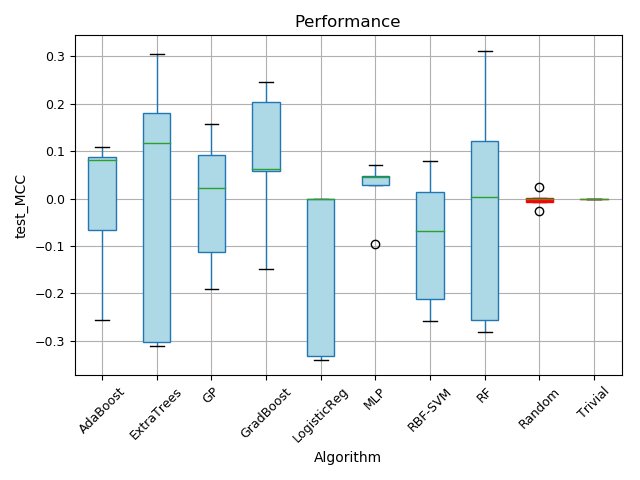 Performance
test_MCC
0.3
0.2
0.1
0.0
−0.1
−0.2
−0.3
AdaBoost
ExtraTrees
GP
GradBoost
LogisticReg
MLP
RBF-SVM
RF
Random
Trivial
Algorithm